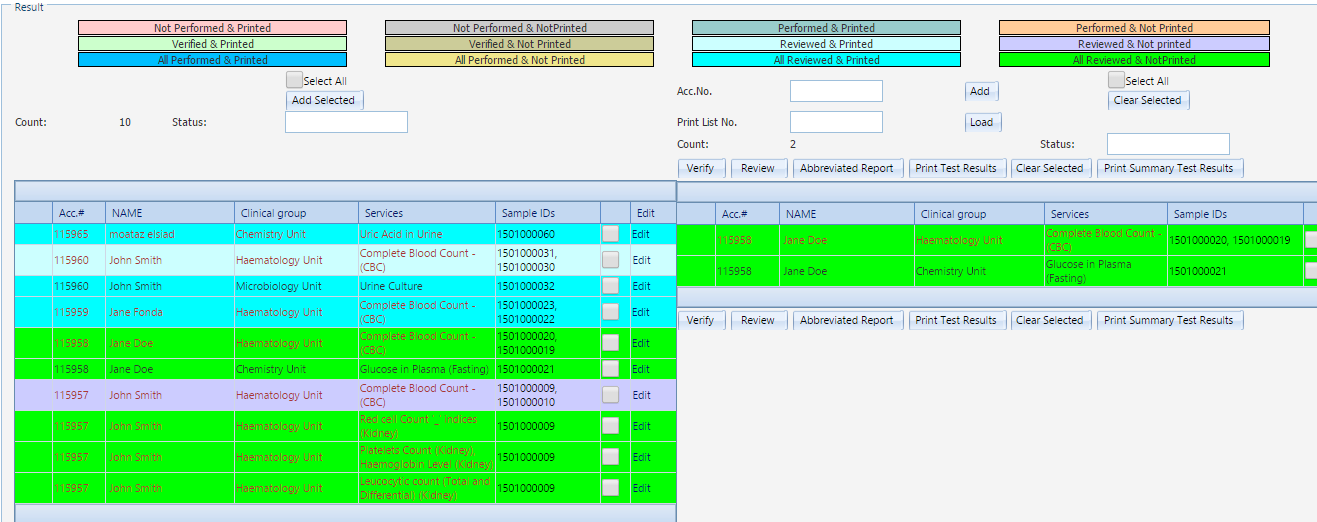 Result
Not Performed & Printed
Not Performed & NotPrinted
Performed & Printed
Performed & Not Printed
Verified & Printed
Verified & Not Printed
Reviewed & Printed
Reviewed & Not printed
All Performed & Printed
All Performed & Not Printed
All Reviewed & Printed
All Reviewed & NotPrinted
Select All
Add Selected
Count: 10 Status:
Acc.No. Add
Select All
Clear Selected
Print List No. Load
Count: 2 Status:
Verify Review Abbreviated Report Print Test Results Clear Selected Print Summary Test Results
Acc.# NAME Clinical group Services Sample IDs Edit
115965 moataz elsiad Chemistry Unit Uric Acid in Urine 1501000060 Edit
115960 John Smith Haematology Unit Complete Blood Count - 1501000031, Edit
(CBC) 1501000030
115960 John Smith Microbiology Unit Urine Culture 1501000032 Edit
115959 Jane Fonda Haematology Unit Complete Blood Count - 1501000023, Edit
(CBC) 1501000022
115958 Jane Doe Haematology Unit Complete Blood Count - 1501000020, Edit
(CBC) 1501000019
115958 Jane Doe Chemistry Unit Glucose in Plasma (Fasting) 1501000021 Edit
115957 John Smith Haematology Unit Complete Blood Count - 1501000009, Edit
(CBC) 1501000010
115957 John Smith Haematology Unit Red cell Count '_' indices 1501000009 Edit
(Kidney)
115957 John Smith Haematology Unit Platelets Count (Kidney), 1501000009 Edit
Haemoglobin Level (Kidney)
115957 John Smith Haematology Unit Leucocytic count (Total and 1501000009 Edit
Differential) (Kidney)
Acc.# NAME Clinical group Services Sample IDs
115958 Jane Doe Haematology Unit Complete Blood Count - 1501000020, 1501000019
(CBC)
115958 Jane Doe Chemistry Unit Glucose in Plasma 1501000021
(Fasting)
Verify Review Abbreviated Report Print Test Results Clear Selected Print Summary Test Results